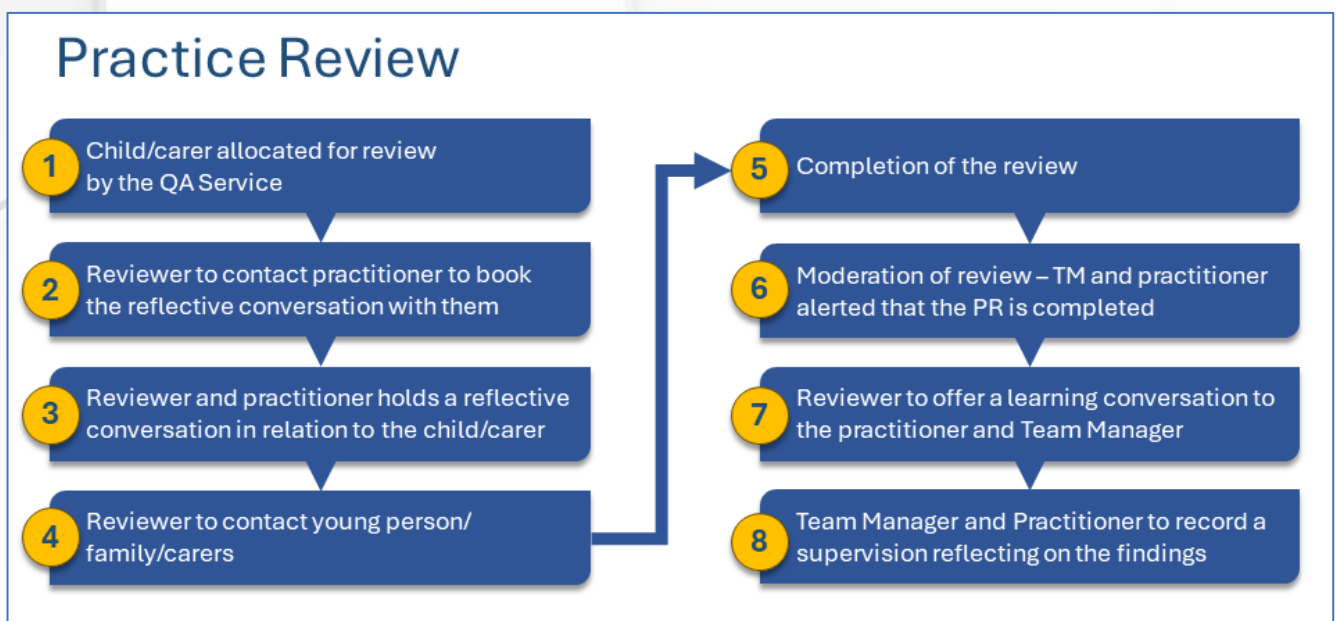 Practice Review
1
Child/carer allocated for review
by the QA Service
2
Reviewer to contact practitioner to book
the reflective conversation with them
3
Reviewer and practitioner holds a reflective
conversation in relation to the child/carer
4
Reviewer to contact young person/
family/carers
5
Completion of the review
6
Moderation of review – TM and practitioner
alerted that the PR is completed
7
Reviewer to offer a learning conversation to
the practitioner and Team Manager
8
Team Manager and Practitioner to record a
supervision reflecting on the findings